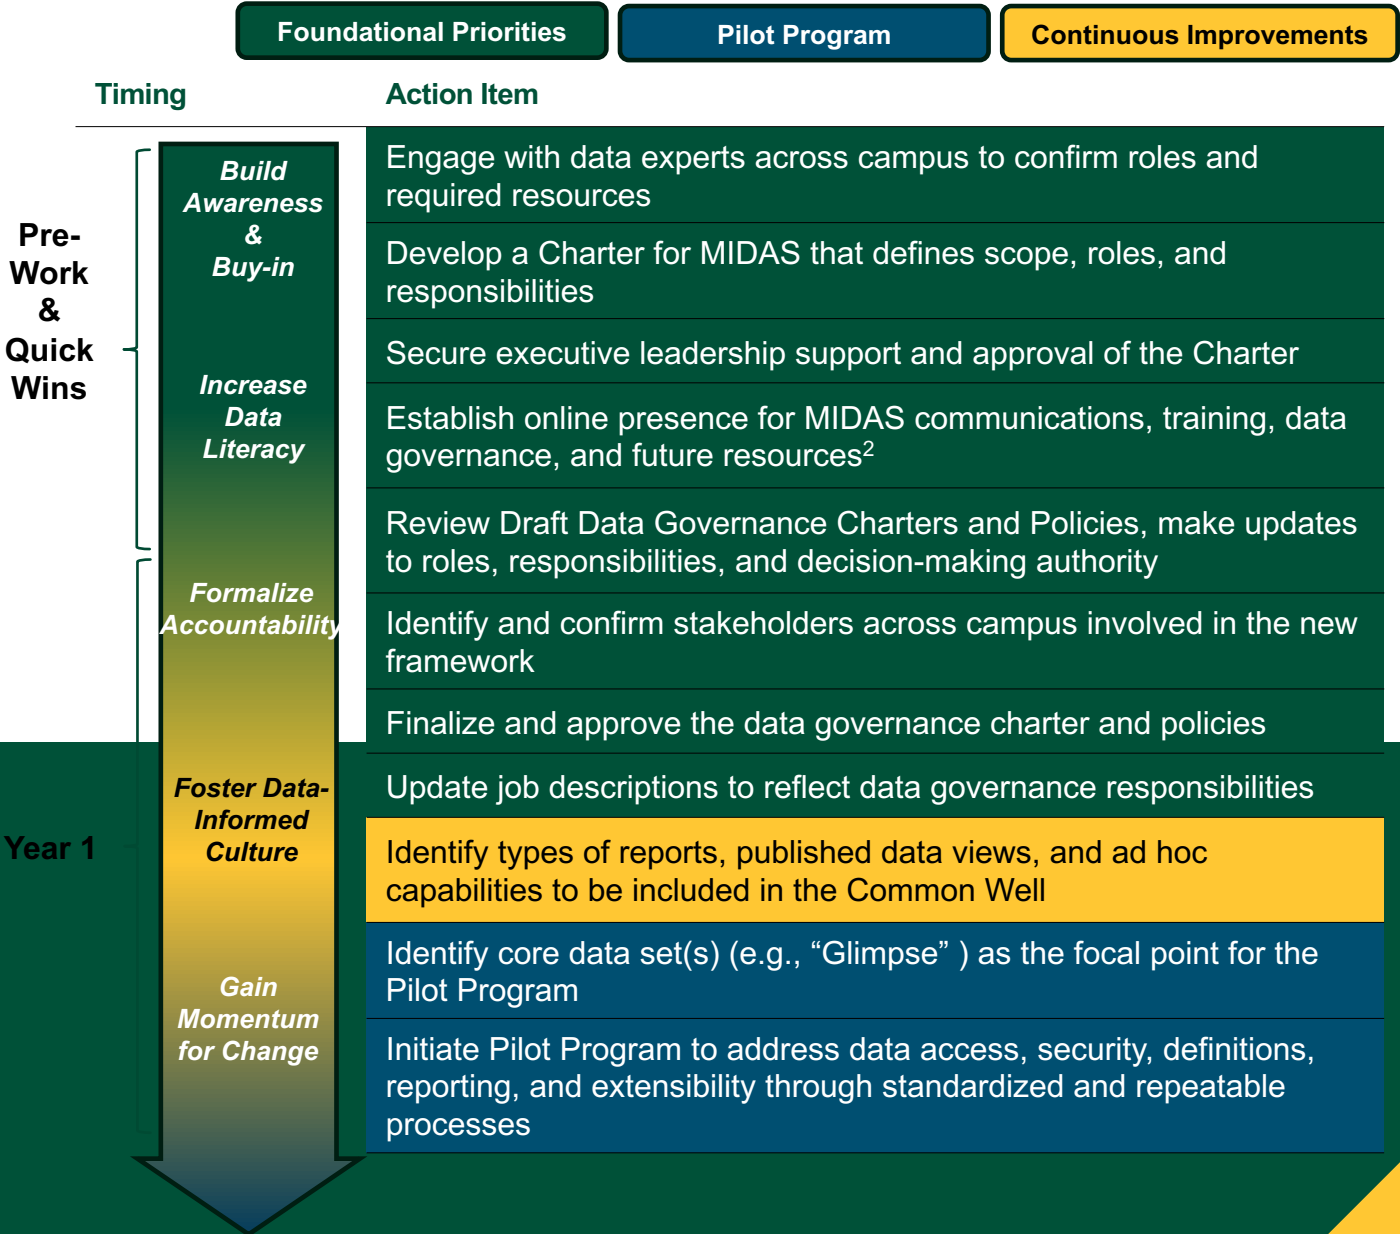 Foundational Priorities
Pilot Program
Continuous Improvements
Timing
Action Item
Pre-
Work
&
Quick
Wins
Year 1
Build
Awareness
&
Buy-in
Increase
Data
Literacy
Formalize
Accountability
Foster Data-
Informed
Culture
Gain
Momentum
for Change
Engage with data experts across campus to confirm roles and
required resources
Develop a Charter for MIDAS that defines scope, roles, and
responsibilities
Secure executive leadership support and approval of the Charter
Establish online presence for MIDAS communications, training, data
governance, and future resources²
Review Draft Data Governance Charters and Policies, make updates
to roles, responsibilities, and decision-making authority
Identify and confirm stakeholders across campus involved in the new
framework
Finalize and approve the data governance charter and policies
Update job descriptions to reflect data governance responsibilities
Identify types of reports, published data views, and ad hoc
capabilities to be included in the Common Well
Identify core data set(s) (e.g., “Glimpse” ) as the focal point for the
Pilot Program
Initiate Pilot Program to address data access, security, definitions,
reporting, and extensibility through standardized and repeatable
processes